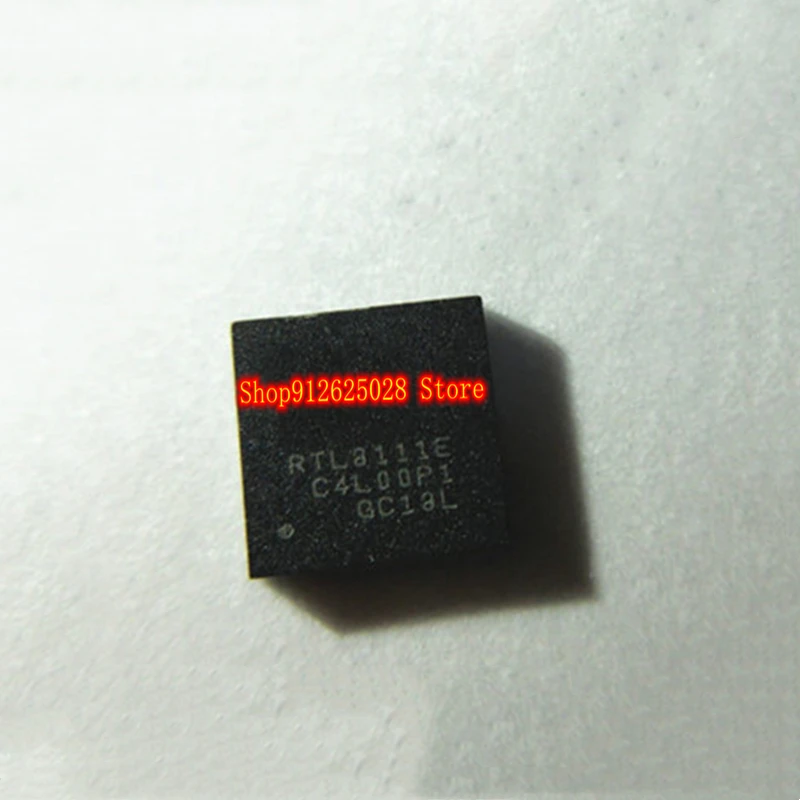 Shop912625028 Store
RTL8111E
C4L00P1
GC13L